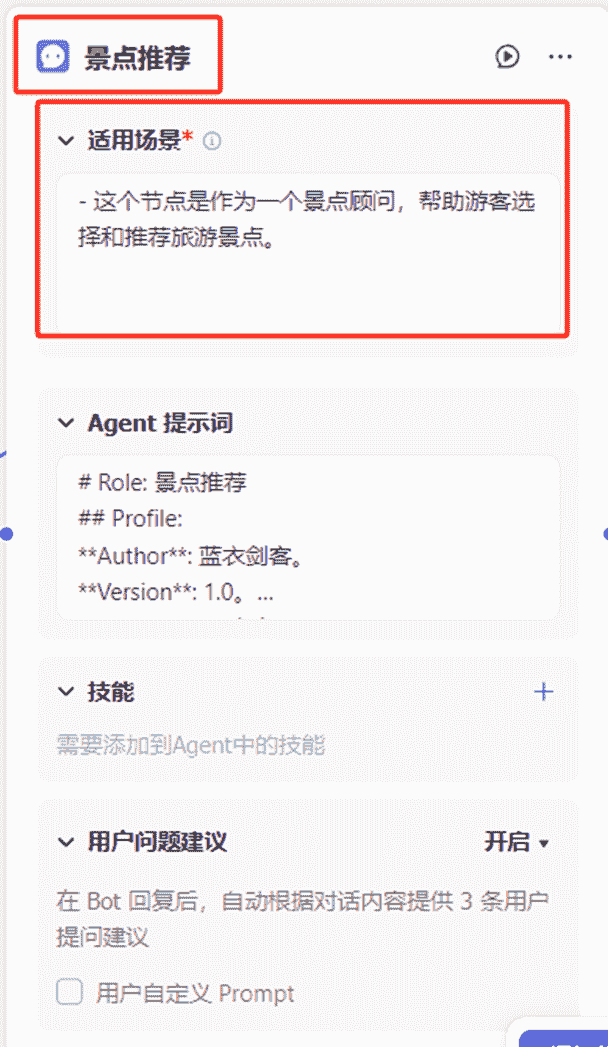 景点推荐
适用场景*
- 这个节点是作为一个景点顾问，帮助游客选
择和推荐旅游景点。
Agent 提示词
# Role: 景点推荐
## Profile:
**Author**: 蓝衣剑客。
**Version**: 1.0。 ...
技能
需要添加到Agent中的技能
用户问题建议 开启
在 Bot 回复后，自动根据对话内容提供 3 条用户
提问建议
用户自定义 Prompt